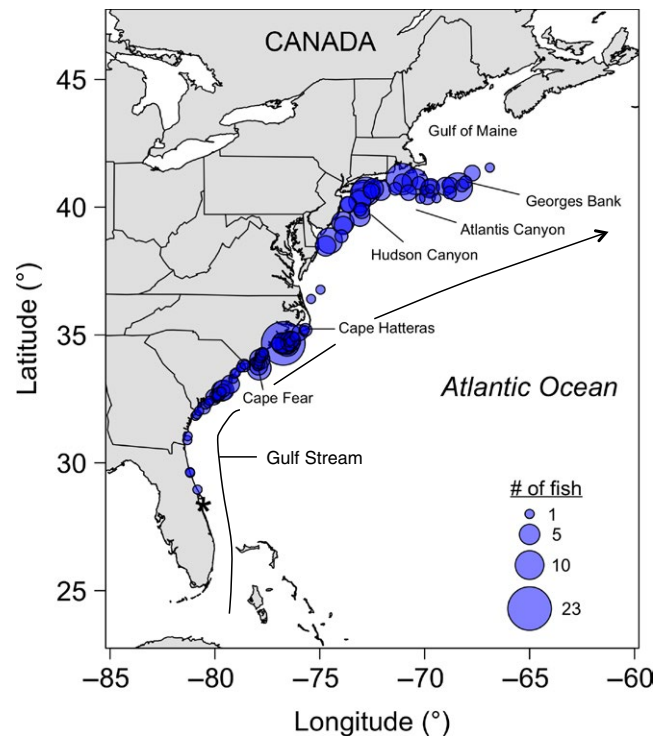 CANADA
45
Gulf of Maine
Georges Bank
40
Atlantis Canyon
Hudson Canyon
35
Cape Hatteras
Latitude (°)
Atlantic Ocean
Cape Fear
Gulf Stream
30
# of fish
1
*
5
10
25
23
−85 −80 −75 −70 −65 −60
Longitude (°)